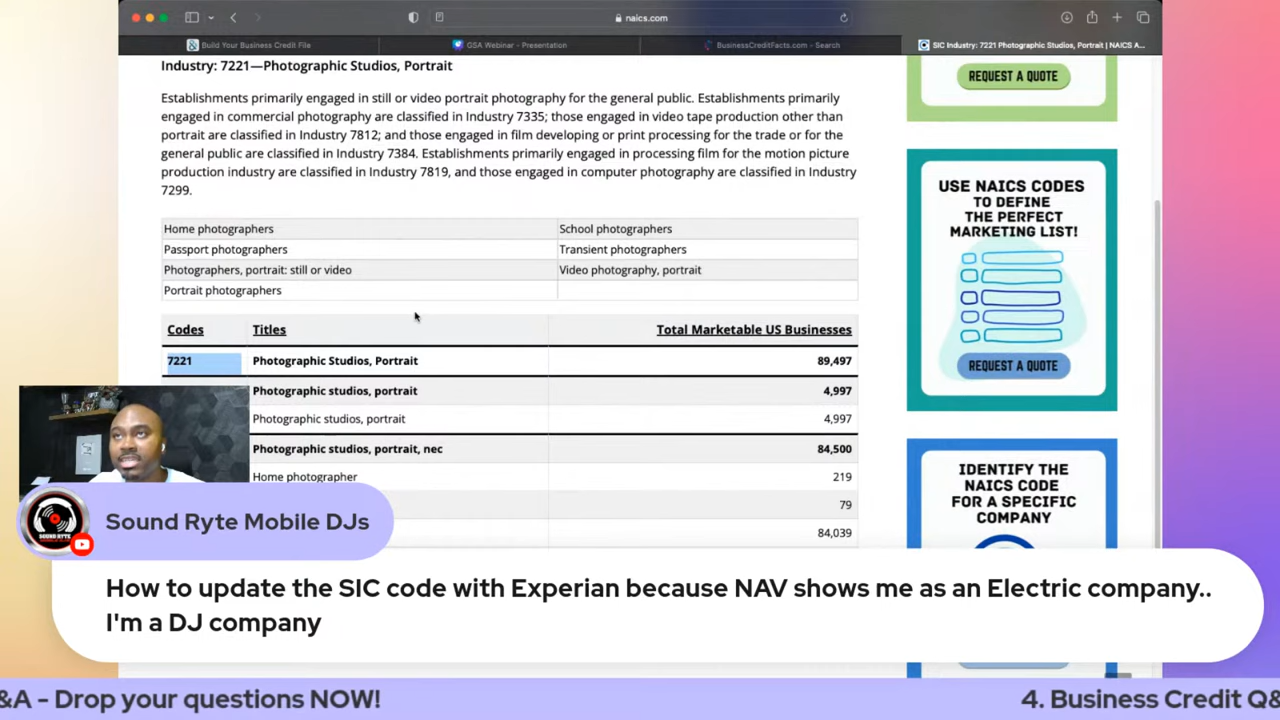 naics.com
Build Your Business Credit File
GSA Webinar - Presentation
BusinessCreditFacts.com - Search
SIC Industry: 7221 Photographic Studios, Portrait | NAICS A...
Industry: 7221—Photographic Studios, Portrait
Establishments primarily engaged in still or video portrait photography for the general public. Establishments primarily
engaged in commercial photography are classified in Industry 7335; those engaged in video tape production other than
portrait are classified in Industry 7812; and those engaged in film developing or print processing for the trade or for the
general public are classified in Industry 7384. Establishments primarily engaged in processing film for the motion picture
production industry are classified in Industry 7819, and those engaged in computer photography are classified in Industry
7299.
Home photographers School photographers
Passport photographers Transient photographers
Photographers, portrait: still or video Video photography, portrait
Portrait photographers
Codes Titles Total Marketable US Businesses
7221 Photographic Studios, Portrait 89,497
Photographic studios, portrait 4,997
Photographic studios, portrait 4,997
Photographic studios, portrait, nec 84,500
Home photographer 219
79
84,039
REQUEST A QUOTE
USE NAICS CODES
TO DEFINE
THE PERFECT
MARKETING LIST!
REQUEST A QUOTE
IDENTIFY THE
NAICS CODE
FOR A SPECIFIC
COMPANY
SOUND RYTE
Sound Ryte Mobile DJs
How to update the SIC code with Experian because NAV shows me as an Electric company..
I'm a DJ company
&A - Drop your questions NOW!
4. Business Credit Q&